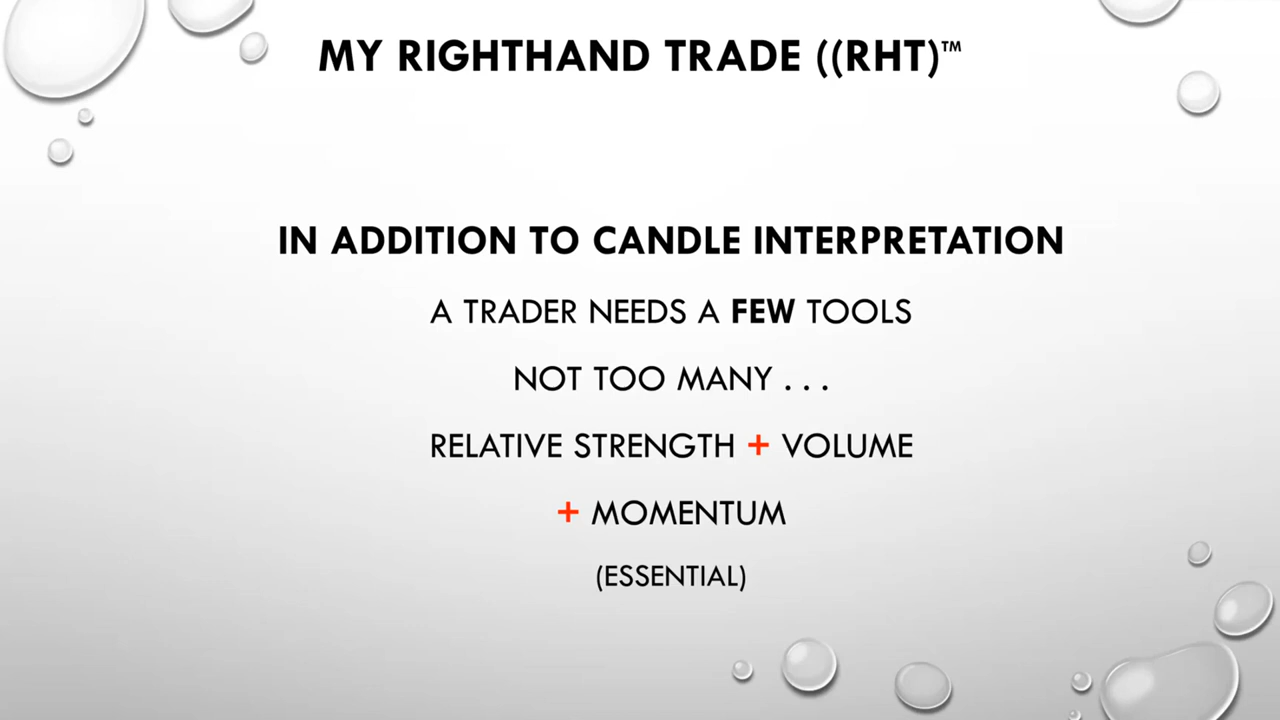 MY RIGHTHAND TRADE ((RHT)™
IN ADDITION TO CANDLE INTERPRETATION
A TRADER NEEDS A FEW TOOLS
NOT TOO MANY . . .
RELATIVE STRENGTH + VOLUME
+ MOMENTUM
(ESSENTIAL)